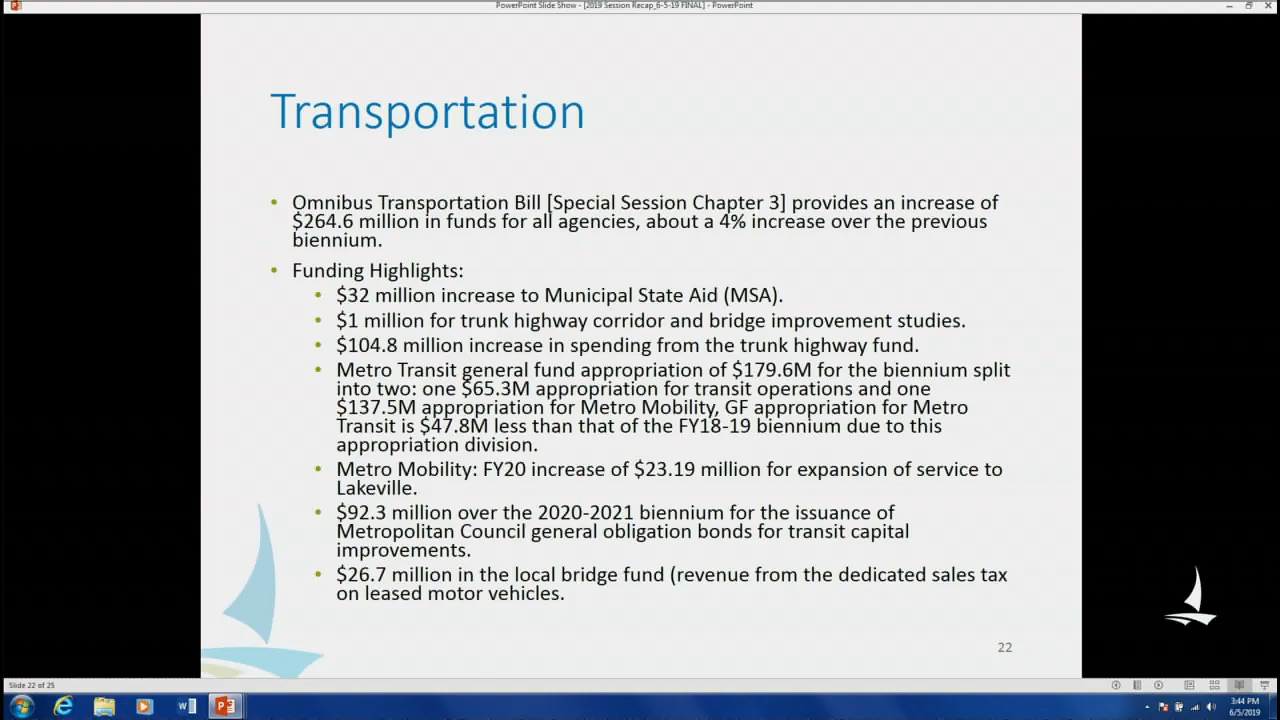 PowerPoint Slide Show - [2019 Session Recap_6-5-19 FINAL] - PowerPoint
Transportation
• Omnibus Transportation Bill [Special Session Chapter 3] provides an increase of
$264.6 million in funds for all agencies, about a 4% increase over the previous
biennium.
• Funding Highlights:
• $32 million increase to Municipal State Aid (MSA).
• $1 million for trunk highway corridor and bridge improvement studies.
• $104.8 million increase in spending from the trunk highway fund.
• Metro Transit general fund appropriation of $179.6M for the biennium split
into two: one $65.3M appropriation for transit operations and one
$137.5M appropriation for Metro Mobility, GF appropriation for Metro
Transit is $47.8M less than that of the FY18-19 biennium due to this
appropriation division.
• Metro Mobility: FY20 increase of $23.19 million for expansion of service to
Lakeville.
• $92.3 million over the 2020-2021 biennium for the issuance of
Metropolitan Council general obligation bonds for transit capital
improvements.
• $26.7 million in the local bridge fund (revenue from the dedicated sales tax
on leased motor vehicles.
22
Slide 22 of 25
3:44 PM
6/5/2019